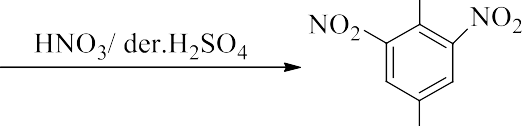 HNO₃/ der.H₂SO₄
NO₂ NO₂